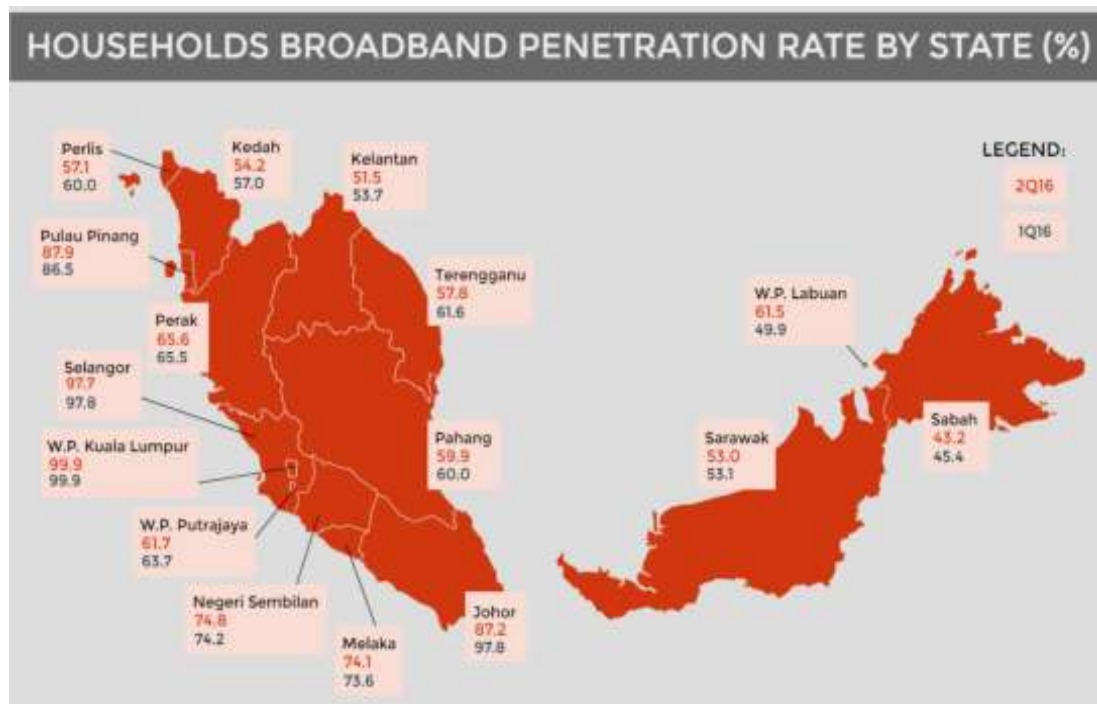 HOUSEHOLDS BROADBAND PENETRATION RATE BY STATE (%)
Perlis
57.1
60.0
Kedah
54.2
57.0
Kelantan
51.5
53.7
LEGEND:
2Q16
1Q16
Pulau Pinang
87.9
86.5
Terengganu
57.8
61.6
W.P. Labuan
61.5
49.9
Perak
65.6
65.5
Selangor
97.7
97.8
W.P. Kuala Lumpur
99.9
99.9
Pahang
59.9
60.0
Sarawak
53.0
53.1
Sabah
43.2
45.4
W.P. Putrajaya
61.7
63.7
Negeri Sembilan
74.8
74.2
Melaka
74.1
73.6
Johor
87.2
97.8